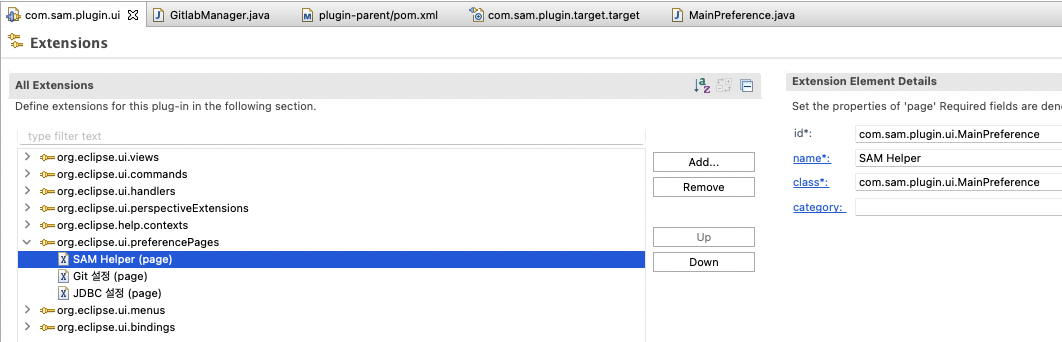 com.sam.plugin.ui GitlabManager.java plugin-parent/pom.xml com.sam.plugin.target.target MainPreference.java
Extensions
All Extensions
Define extensions for this plug-in in the following section.
type filter text
org.eclipse.ui.views
org.eclipse.ui.commands
org.eclipse.ui.handlers
org.eclipse.ui.perspectiveExtensions
org.eclipse.help.contexts
org.eclipse.ui.preferencePages
SAM Helper (page)
Git 설정 (page)
JDBC 설정 (page)
org.eclipse.ui.menus
org.eclipse.ui.bindings
Add...
Remove
Up
Down
Extension Element Details
Set the properties of 'page' Required fields are
id*: com.sam.plugin.ui.MainPreference
name*: SAM Helper
class*: com.sam.plugin.ui.MainPreference
category: